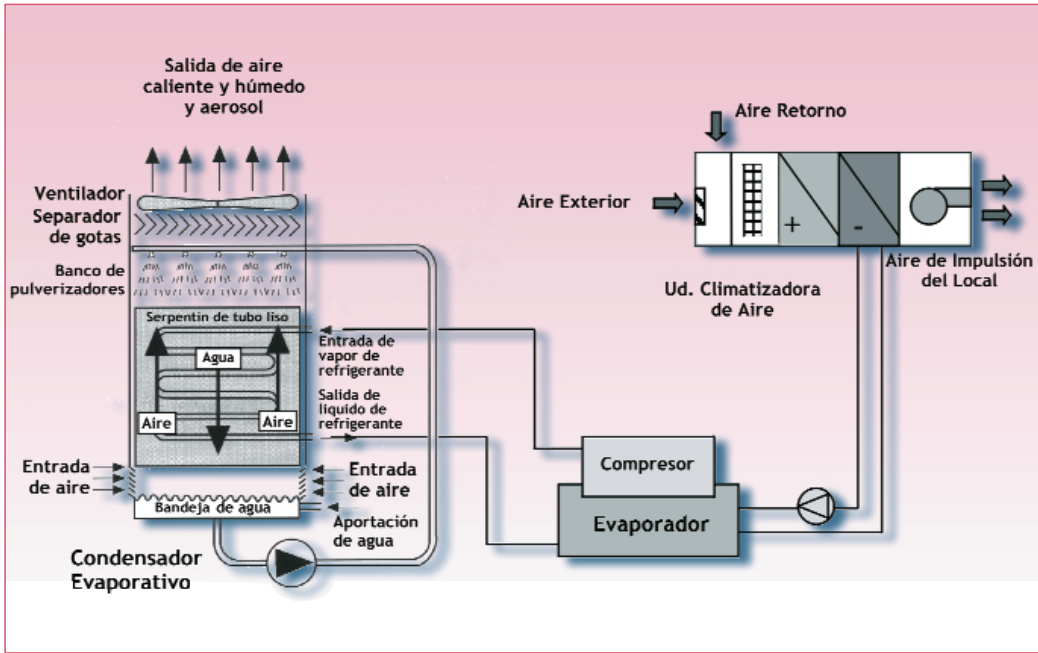 Salida de aire
caliente y húmedo
y aerosol
Ventilador
Separador
de gotas
Banco de
pulverizadores
Serpentin de tubo liso
Agua
Aire
Aire
Entrada de
vapor de
refrigerante
Salida de
liquido de
refrigerante
Entrada
de aire
Entrada
de aire
Bandeja de agua
Aportación
de agua
Condensador
Evaporativo
Compresor
Evaporador
Aire Retorno
Aire Exterior
+
-
Aire de Impulsión
del Local
Ud. Climatizadora
de Aire